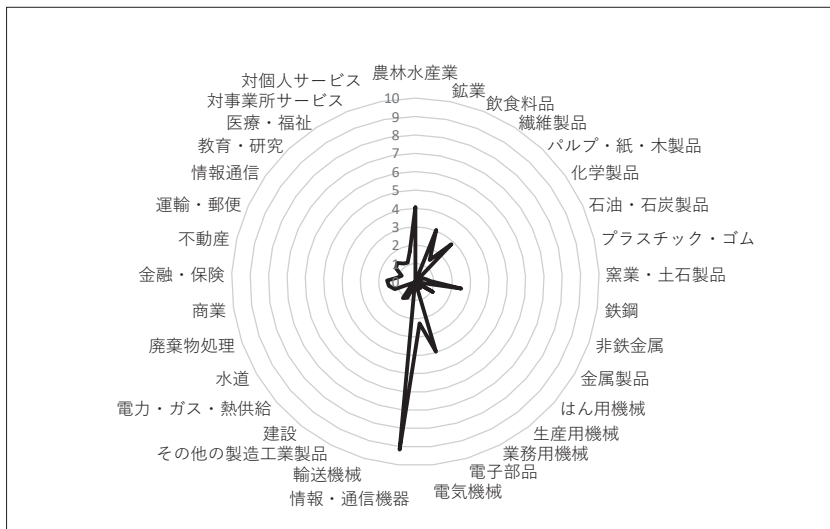 農林水産業
鉱業
飲食料品
繊維製品
パルプ・紙・木製品
化学製品
石油・石炭製品
プラスチック・ゴム
窯業・土石製品
鉄鋼
非鉄金属
金属製品
はん用機械
生産用機械
業務用機械
電子部品
電気機械
情報・通信機器
輸送機械
その他の製造工業製品
建設
電力・ガス・熱供給
水道
廃棄物処理
商業
金融・保険
不動産
運輸・郵便
情報通信
教育・研究
医療・福祉
対事業所サービス
対個人サービス
10
9
8
7
6
5
4
3
2
1
0